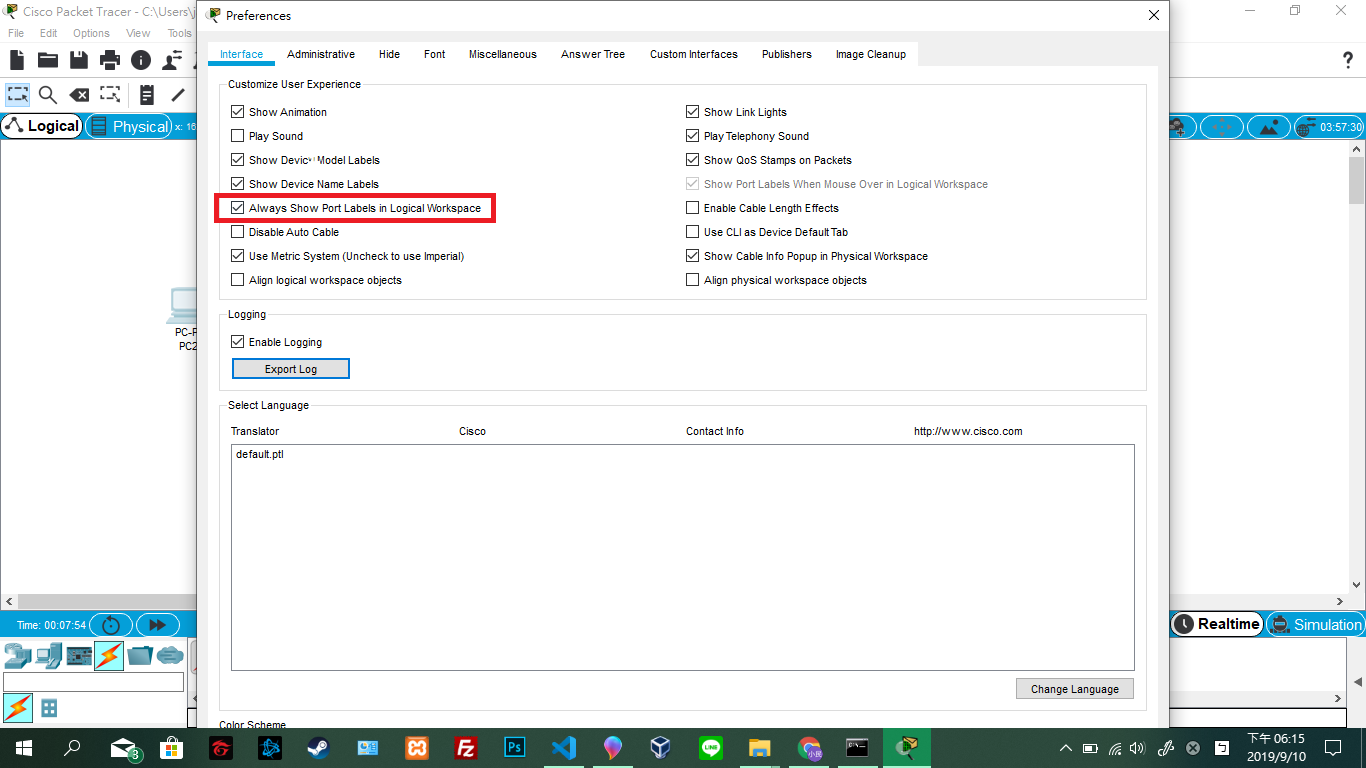 Cisco Packet Tracer - C:\Users\j
File Edit Options View Tools
Preferences
Interface Administrative Hide Font Miscellaneous Answer Tree Custom Interfaces Publishers Image Cleanup
?
Logical Physical x: 16
03:57:30
Customize User Experience
Show Animation
Show Link Lights
Play Sound
Play Telephony Sound
Show Device Model Labels
Show QoS Stamps on Packets
Show Device Name Labels
Show Port Labels When Mouse Over in Logical Workspace
Always Show Port Labels in Logical Workspace
Enable Cable Length Effects
Disable Auto Cable
Use CLI as Device Default Tab
Use Metric System (Uncheck to use Imperial)
Show Cable Info Popup in Physical Workspace
Align logical workspace objects
Align physical workspace objects
PC-P
PC2
Logging
Enable Logging
Export Log
Select Language
Translator Cisco Contact Info http://www.cisco.com
default.ptl
Change Language
Color Scheme
Time: 00:07:54
Realtime Simulation
3
Fz
Ps
LINE
小民
下午 06:15
2019/9/10